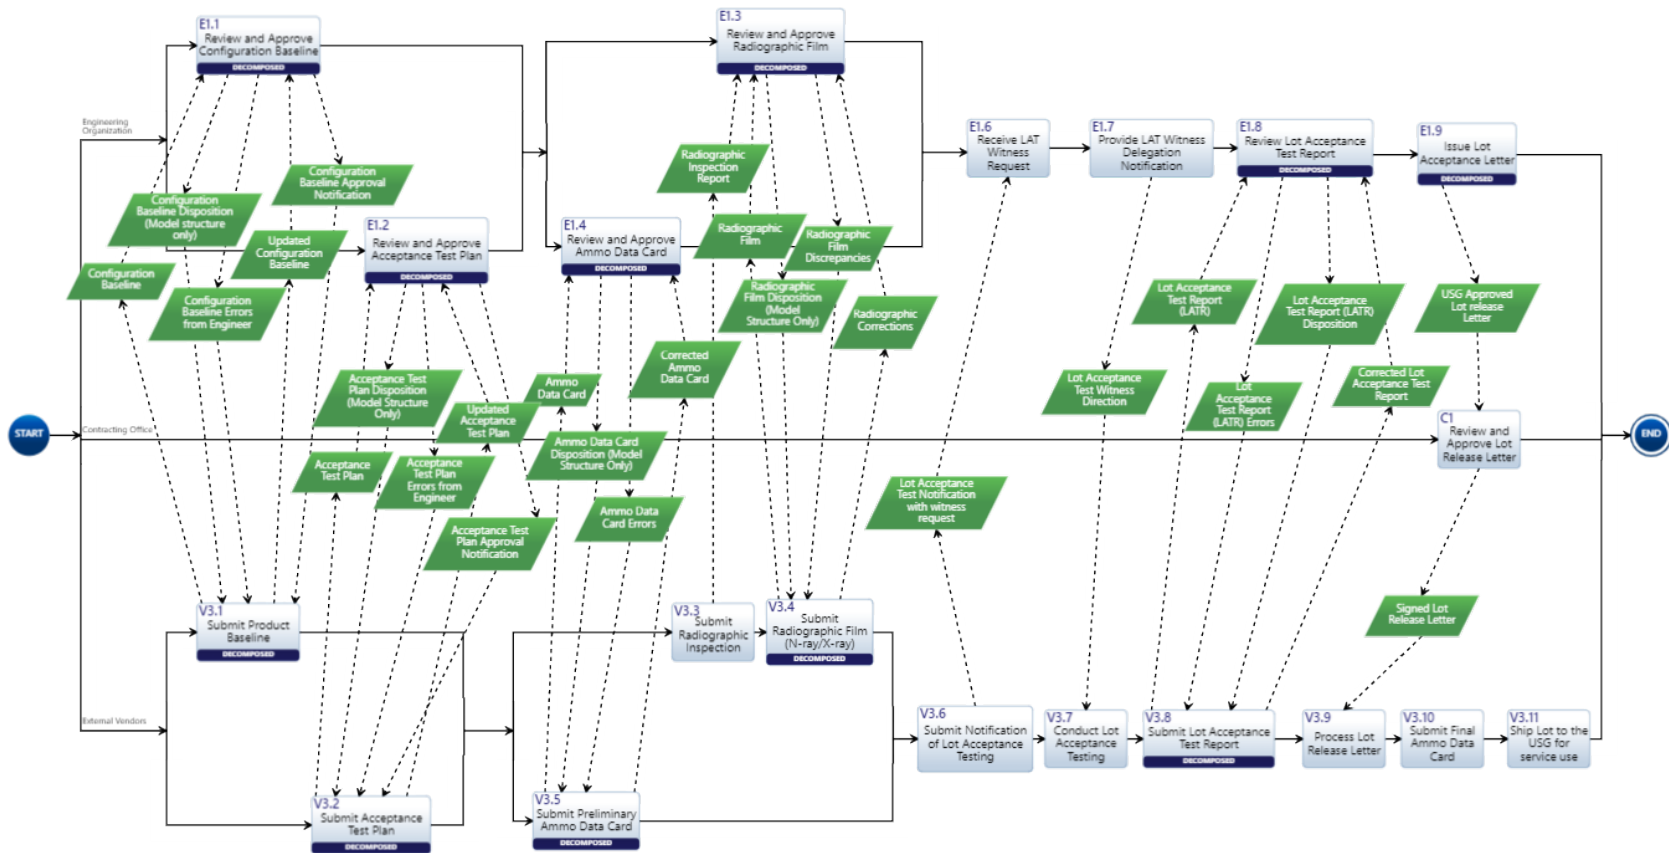 E1.1
Review and Approve
Configuration Baseline
DECOMPOSED
E1.3
Review and Approve
Radiographic Film
DECOMPOSED
Engineering
Organization
E1.6
Receive LAT
Witness
Request
E1.7
Provide LAT Witness
Delegation
Notification
E1.8
Review Lot Acceptance
Test Report
DECOMPOSED
E1.9
Issue Lot
Acceptance Letter
DECOMPOSED
Configuration
Baseline Approval
Notification
Radiographic
Inspection
Report
Configuration
Baseline Disposition
(Model structure
only)
E1.2
Review and Approve
Acceptance Test Plan
DECOMPOSED
E1.4
Review and Approve
Ammo Data Card
DECOMPOSED
Radiographic
Film
Radiographic
Film
Discrepancies
Updated
Configuration
Baseline
Configuration
Baseline
Configuration
Baseline Errors
from Engineer
Radiographic
Film Disposition
(Model
Structure Only)
Radiographic
Corrections
Lot Acceptance
Test Report
(LATR)
Lot Acceptance
Test Report (LATR)
Disposition
USG Approved
Lot release
Letter
Acceptance Test
Plan Disposition
(Model Structure
Only)
Ammo
Data Card
Corrected
Ammo
Data Card
Lot Acceptance
Test Witness
Direction
Lot
Acceptance
Test Report
(LATR) Errors
Corrected Lot
Acceptance Test
Report
Updated
Acceptance
Test Plan
START
Contracting Office
C1
Review and
Approve Lot
Release Letter
END
Acceptance
Test Plan
Acceptance
Test Plan
Errors from
Engineer
Ammo Data Card
Disposition (Model
Structure Only)
Lot Acceptance
Test Notification
with witness
request
Ammo Data
Card Errors
Acceptance Test
Plan Approval
Notification
V3.1
Submit Product
Baseline
DECOMPOSED
V3.3
Submit
Radiographic
Inspection
V3.4
Submit
Radiographic Film
(N-ray/X-ray)
DECOMPOSED
Signed Lot
Release Letter
External Vendors
V3.6
Submit Notification
of Lot Acceptance
Testing
V3.7
Conduct Lot
Acceptance
Testing
V3.8
Submit Lot Acceptance
Test Report
DECOMPOSED
V3.9
Process Lot
Release Letter
V3.10
Submit Final
Ammo Data
Card
V3.11
Ship Lot to the
USG for
service use
V3.2
Submit Acceptance
Test Plan
DECOMPOSED
V3.5
Submit Preliminary
Ammo Data Card
DECOMPOSED